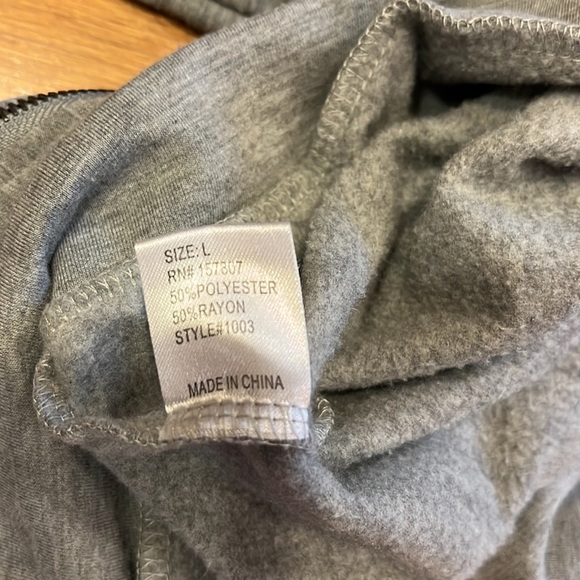 SIZE: L
RN# 157807
50%POLYESTER
50%RAYON
STYLE#1003
MADE IN CHINA